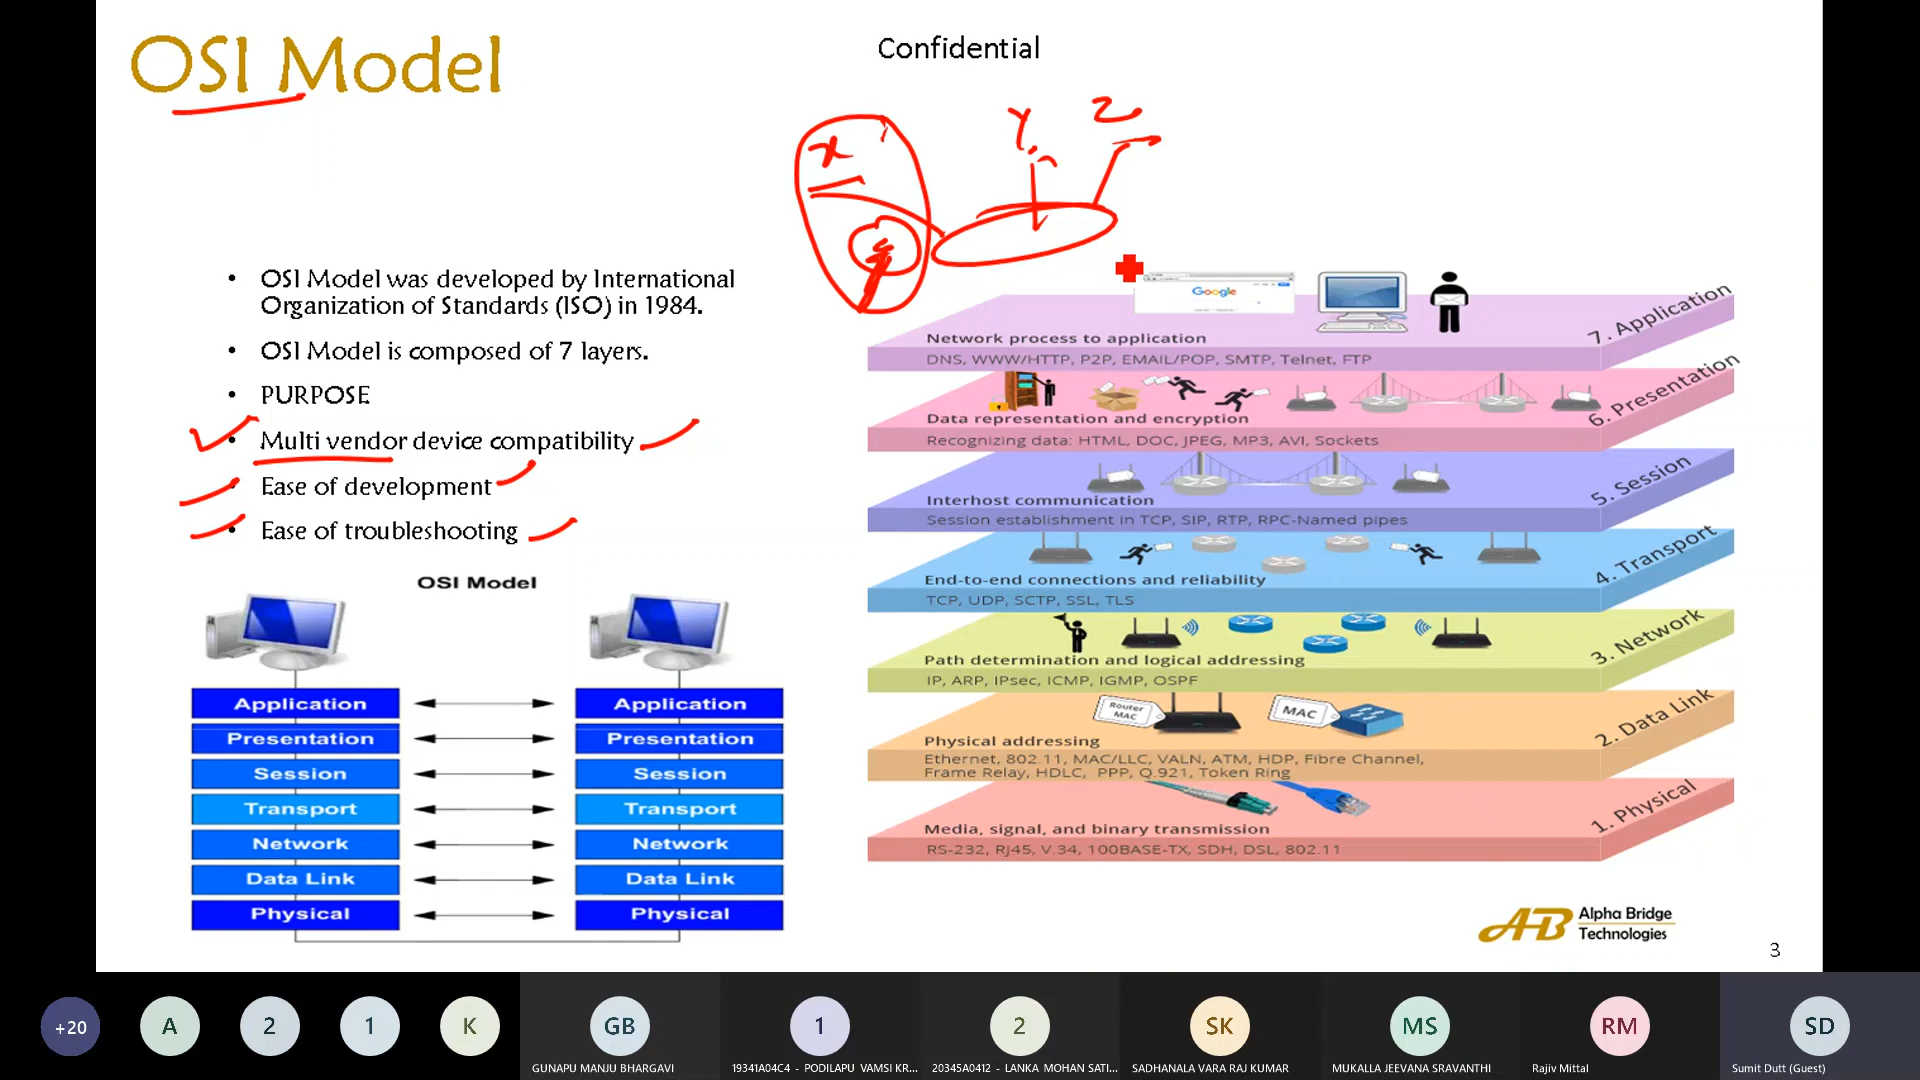 OSI Model
Confidential
x
Y
Z
• OSI Model was developed by International
Organization of Standards (ISO) in 1984.
• OSI Model is composed of 7 layers.
• PURPOSE
• Multi vendor device compatibility
• Ease of development
• Ease of troubleshooting
OSI Model
Application Application
Presentation Presentation
Session Session
Transport Transport
Network Network
Data Link Data Link
Physical Physical
Google
7. Application
Network process to application
DNS, WWW/HTTP, P2P, EMAIL/POP, SMTP, Telnet, FTP
6. Presentation
Data representation and encryption
Recognizing data: HTML, DOC, JPEG, MP3, AVI, Sockets
5. Session
Interhost communication
Session establishment in TCP, SIP, RTP, RPC-Named pipes
4. Transport
End-to-end connections and reliability
TCP, UDP, SCTP, SSL, TLS
3. Network
Path determination and logical addressing
IP, ARP, IPsec, ICMP, IGMP, OSPF
Router
MAC
MAC
2. Data Link
Physical addressing
Ethernet, 802.11, MAC/LLC, VALN, ATM, HDP, Fibre Channel,
Frame Relay, HDLC, PPP, Q.921, Token Ring
1. Physical
Media, signal, and binary transmission
RS-232, RJ45, V.34, 100BASE-TX, SDH, DSL, 802.11
AB
Alpha Bridge
Technologies
3
+20 A 2 1 K GB 1 2 SK MS RM SD
GUNAPU MANJU BHARGAVI
19341A04C4 - PODILAPU VAMSI KR...
20345A0412 - LANKA MOHAN SATI...
SADHANALA VARA RAJ KUMAR
MUKALLA JEEVANA SRAVANTHI
Rajiv Mittal
Sumit Dutt (Guest)